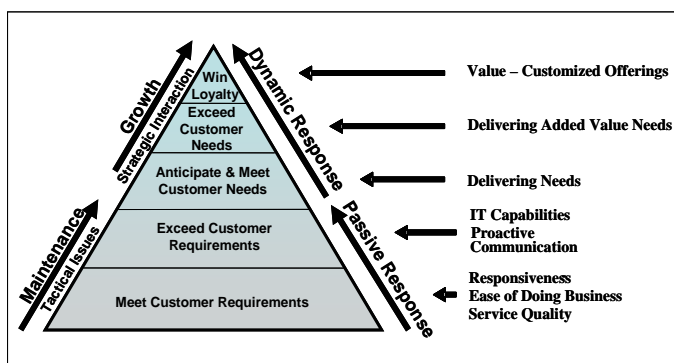 Win
Loyalty
Exceed
Customer
Needs
Anticipate & Meet
Customer Needs
Exceed Customer
Requirements
Meet Customer Requirements
Growth
Strategic Interaction
Maintenance
Tactical Issues
Dynamic Response
Passive Response
Value – Customized Offerings
Delivering Added Value Needs
Delivering Needs
IT Capabilities
Proactive
Communication
Responsiveness
Ease of Doing Business
Service Quality